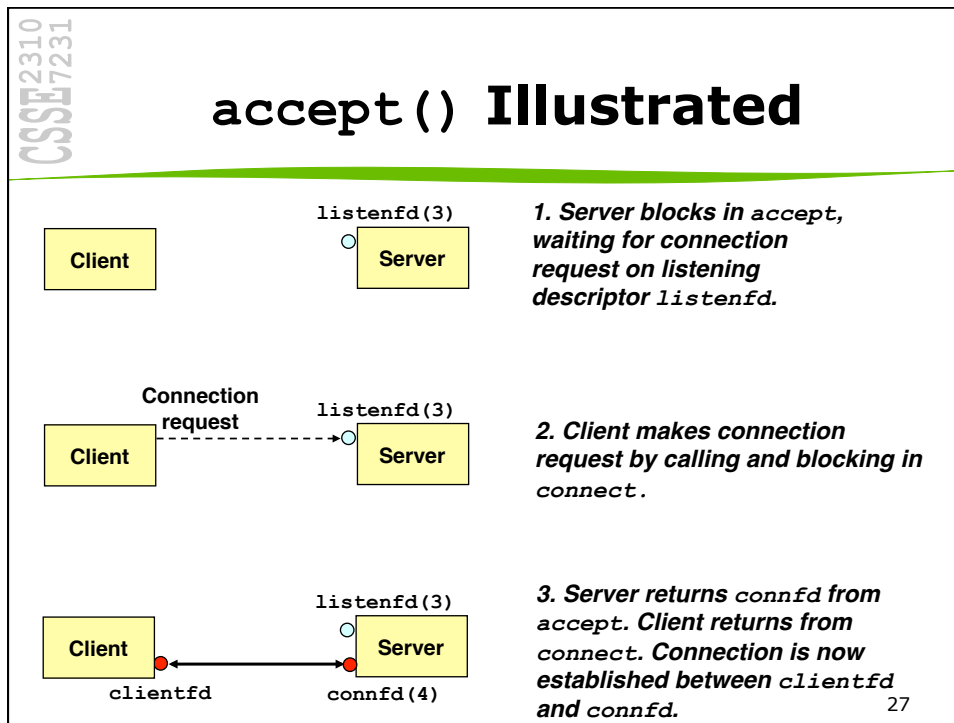 CSSE2310
7231
accept() Illustrated
listenfd(3)
Client
Server
1. Server blocks in accept,
waiting for connection
request on listening
descriptor listenfd.
Connection
request
listenfd(3)
Client
Server
2. Client makes connection
request by calling and blocking in
connect.
listenfd(3)
Client
Server
clientfd
connfd(4)
3. Server returns connfd from
accept. Client returns from
connect. Connection is now
established between clientfd
and connfd.
27